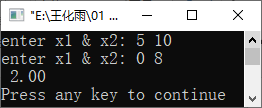 "E:\王化雨\01 ...
enter x1 & x2: 5 10
enter x1 & x2: 0 8
 2.00
Press any key to continue